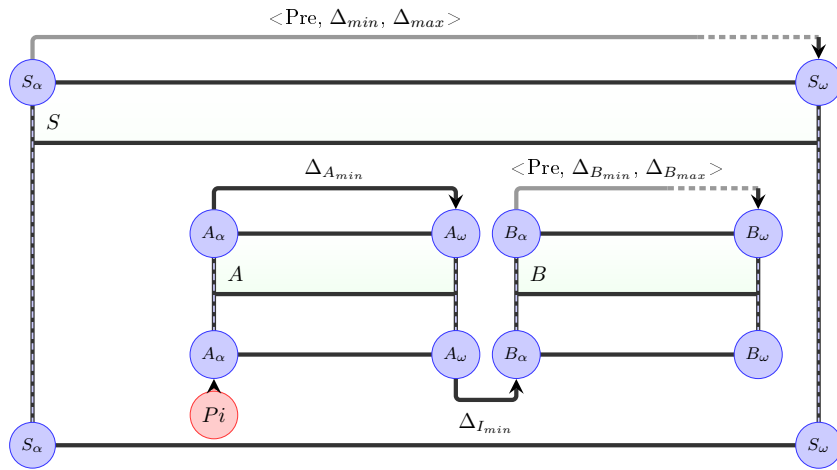 <Pre, Δ_min, Δ_max>
S_α S_ω
S
Δ_A_min <Pre, Δ_B_min, Δ_B_max>
A_α A_ω B_α B_ω
A B
A_α A_ω B_α B_ω
Pi
Δ_I_min
S_α S_ω